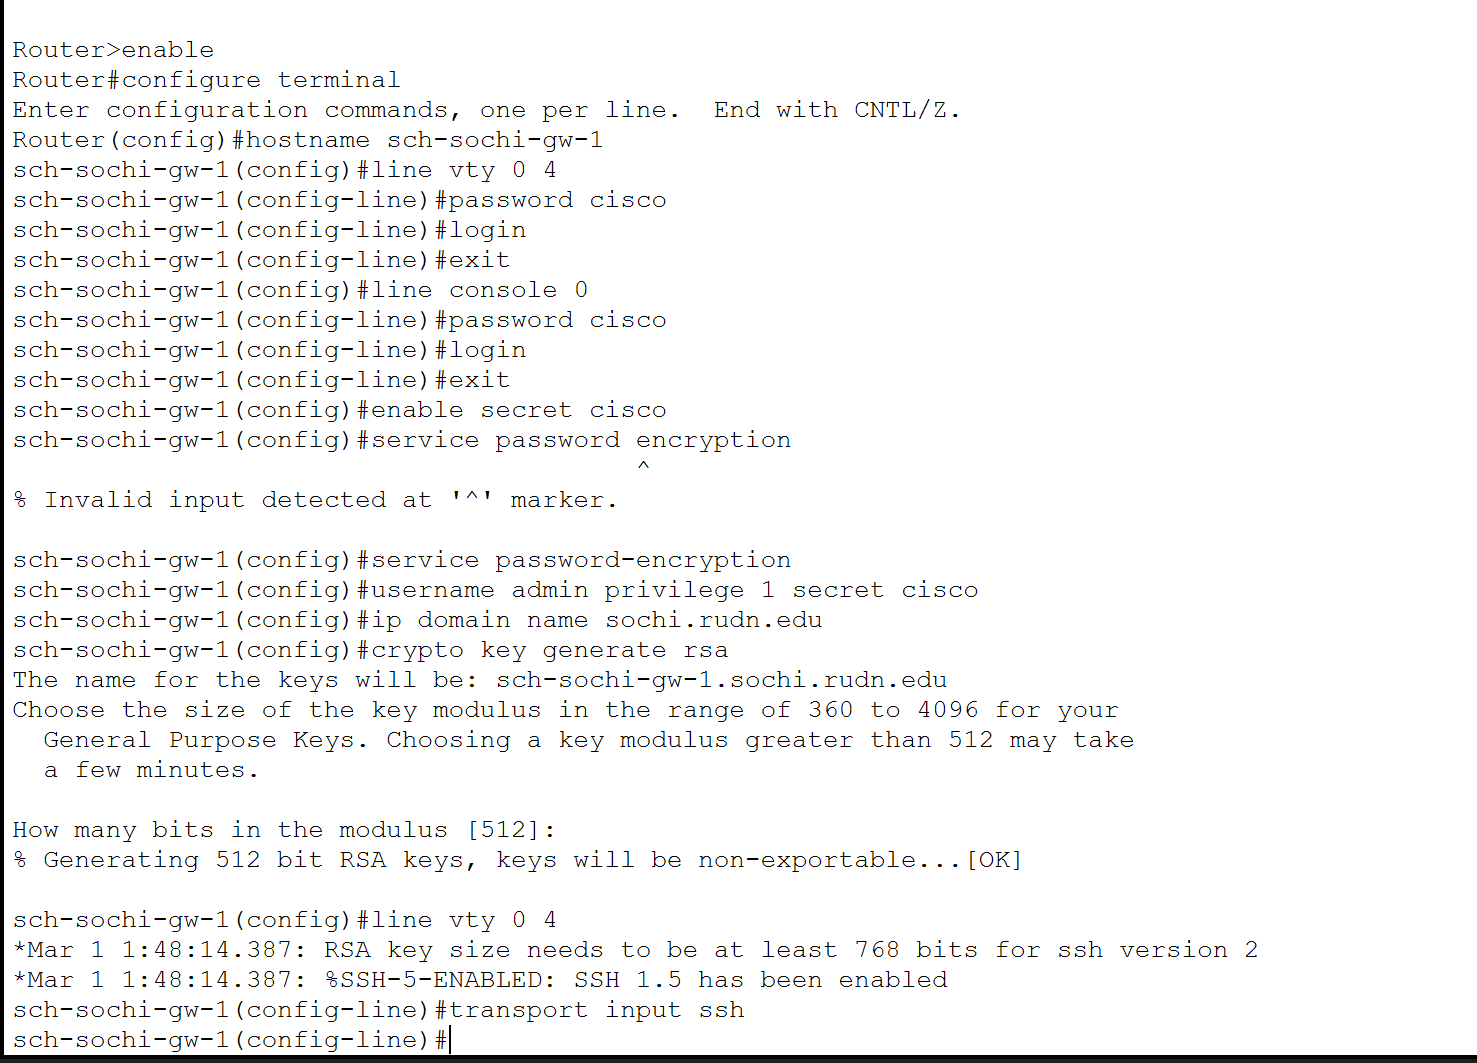 Router>enable
Router#configure terminal
Enter configuration commands, one per line.  End with CNTL/Z.
Router(config)#hostname sch-sochi-gw-1
sch-sochi-gw-1(config)#line vty 0 4
sch-sochi-gw-1(config-line)#password cisco
sch-sochi-gw-1(config-line)#login
sch-sochi-gw-1(config-line)#exit
sch-sochi-gw-1(config)#line console 0
sch-sochi-gw-1(config-line)#password cisco
sch-sochi-gw-1(config-line)#login
sch-sochi-gw-1(config-line)#exit
sch-sochi-gw-1(config)#enable secret cisco
sch-sochi-gw-1(config)#service password encryption
                                        ^
% Invalid input detected at '^' marker.

sch-sochi-gw-1(config)#service password-encryption
sch-sochi-gw-1(config)#username admin privilege 1 secret cisco
sch-sochi-gw-1(config)#ip domain name sochi.rudn.edu
sch-sochi-gw-1(config)#crypto key generate rsa
The name for the keys will be: sch-sochi-gw-1.sochi.rudn.edu
Choose the size of the key modulus in the range of 360 to 4096 for your
  General Purpose Keys. Choosing a key modulus greater than 512 may take
  a few minutes.

How many bits in the modulus [512]:
% Generating 512 bit RSA keys, keys will be non-exportable...[OK]

sch-sochi-gw-1(config)#line vty 0 4
*Mar 1 1:48:14.387: RSA key size needs to be at least 768 bits for ssh version 2
*Mar 1 1:48:14.387: %SSH-5-ENABLED: SSH 1.5 has been enabled
sch-sochi-gw-1(config-line)#transport input ssh
sch-sochi-gw-1(config-line)#